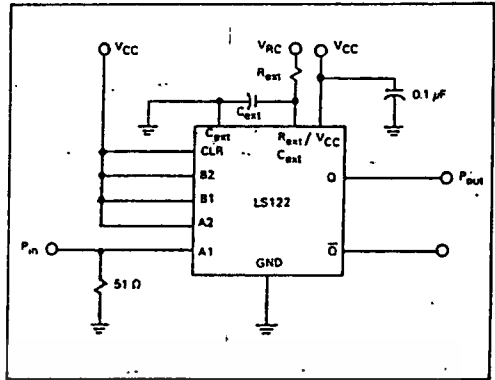 VCC
VRC
VCC
Rext
Cext
0.1 µF
Cext
Rext/
Cext
VCC
CLR
B2
B1
A2
A1
LS122
Q
Q̅
GND
Pin
Pout
51 Ω